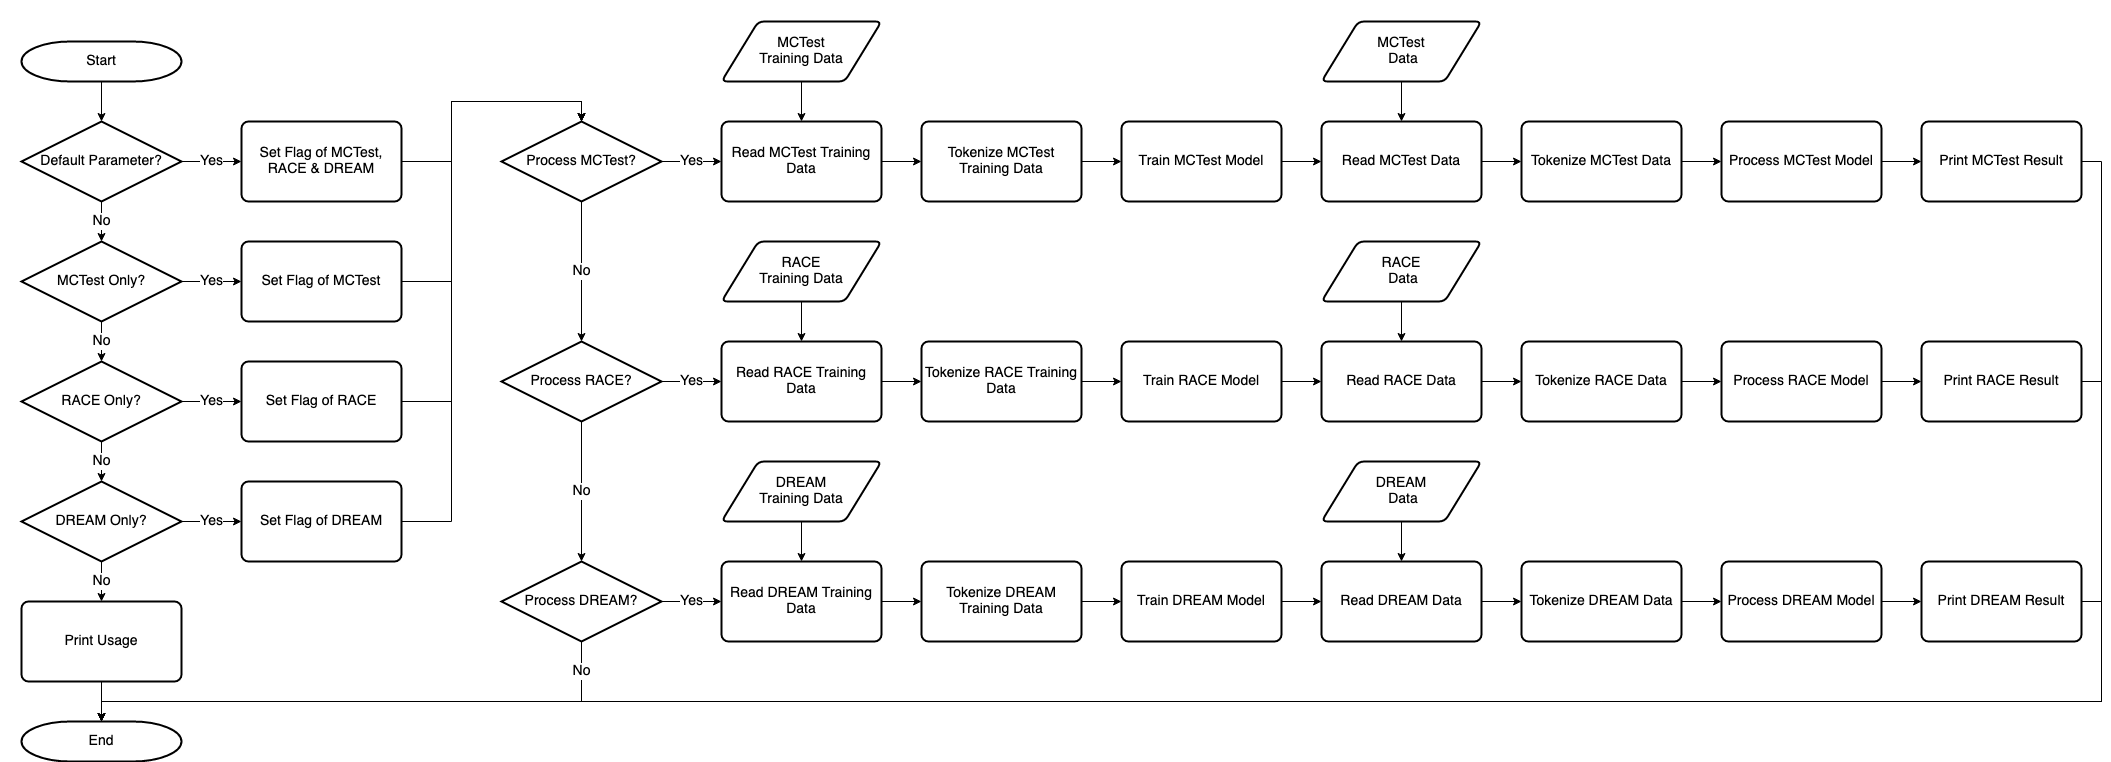 Start
Default Parameter?
Yes
Set Flag of MCTest,
RACE & DREAM
No
MCTest Only?
Yes
Set Flag of MCTest
No
RACE Only?
Yes
Set Flag of RACE
No
DREAM Only?
Yes
Set Flag of DREAM
No
Print Usage
End
Process MCTest?
Yes
MCTest
Training Data
Read MCTest Training
Data
Tokenize MCTest
Training Data
Train MCTest Model
MCTest
Data
Read MCTest Data
Tokenize MCTest Data
Process MCTest Model
Print MCTest Result
No
Process RACE?
Yes
RACE
Training Data
Read RACE Training
Data
Tokenize RACE Training
Data
Train RACE Model
RACE
Data
Read RACE Data
Tokenize RACE Data
Process RACE Model
Print RACE Result
No
Process DREAM?
Yes
DREAM
Training Data
Read DREAM Training
Data
Tokenize DREAM
Training Data
Train DREAM Model
DREAM
Data
Read DREAM Data
Tokenize DREAM Data
Process DREAM Model
Print DREAM Result
No